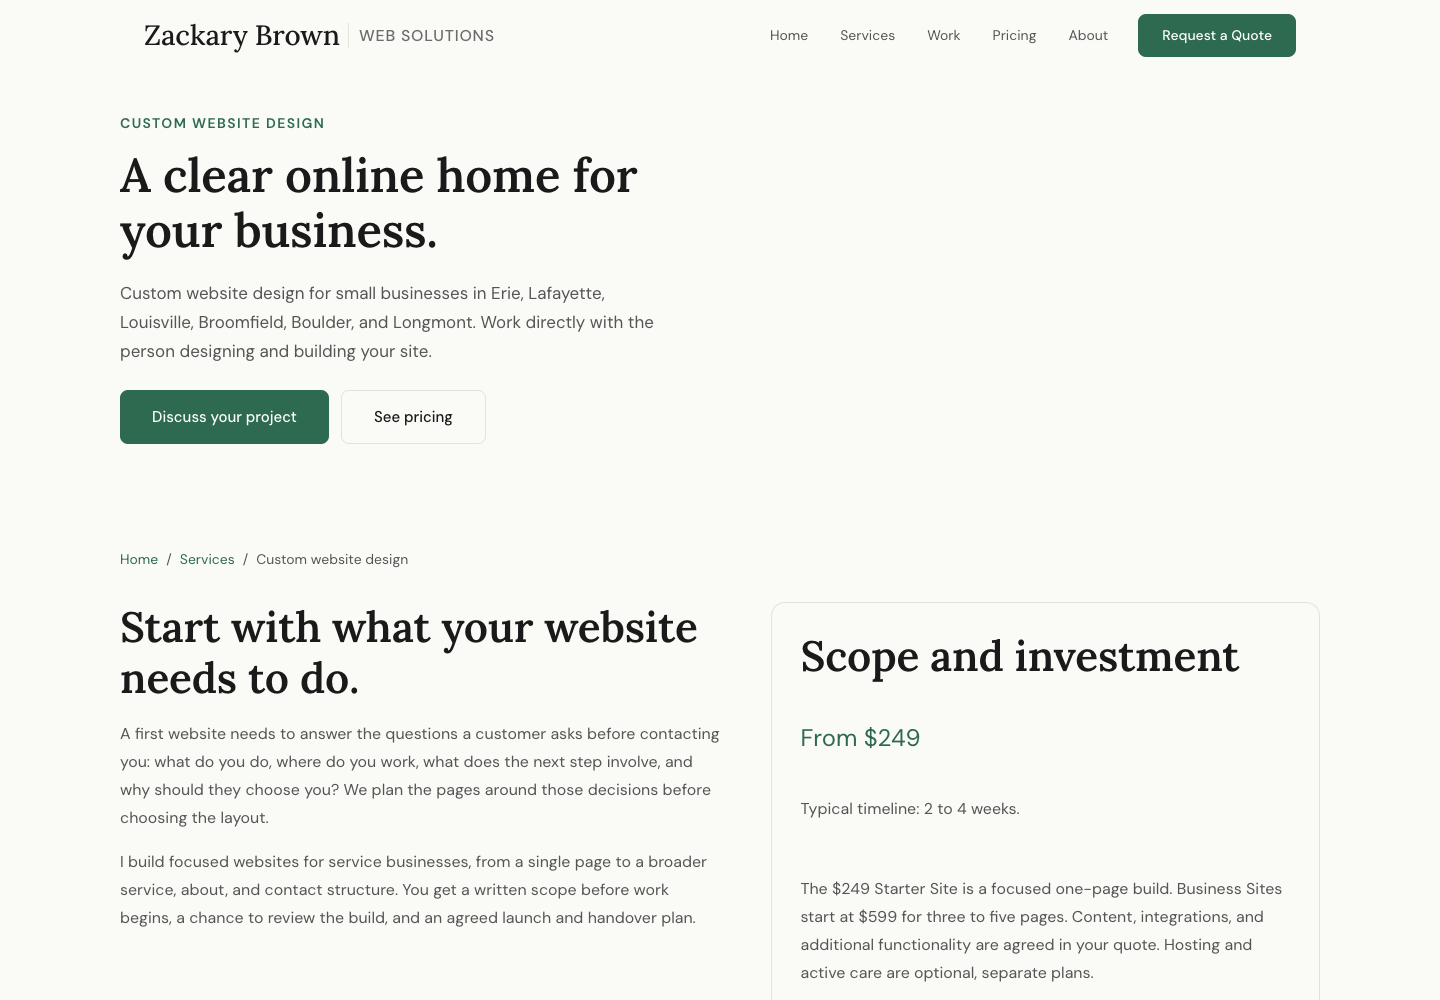 Zackary Brown
WEB SOLUTIONS
Home
Services
Work
Pricing
About
Request a Quote
CUSTOM WEBSITE DESIGN
A clear online home for
your business.
Custom website design for small businesses in Erie, Lafayette,
Louisville, Broomfield, Boulder, and Longmont. Work directly with the
person designing and building your site.
Discuss your project
See pricing
Home / Services / Custom website design
Start with what your website
needs to do.
A first website needs to answer the questions a customer asks before contacting
you: what do you do, where do you work, what does the next step involve, and
why should they choose you? We plan the pages around those decisions before
choosing the layout.
I build focused websites for service businesses, from a single page to a broader
service, about, and contact structure. You get a written scope before work
begins, a chance to review the build, and an agreed launch and handover plan.
Scope and investment
From $249
Typical timeline: 2 to 4 weeks.
The $249 Starter Site is a focused one-page build. Business Sites
start at $599 for three to five pages. Content, integrations, and
additional functionality are agreed in your quote. Hosting and
active care are optional, separate plans.